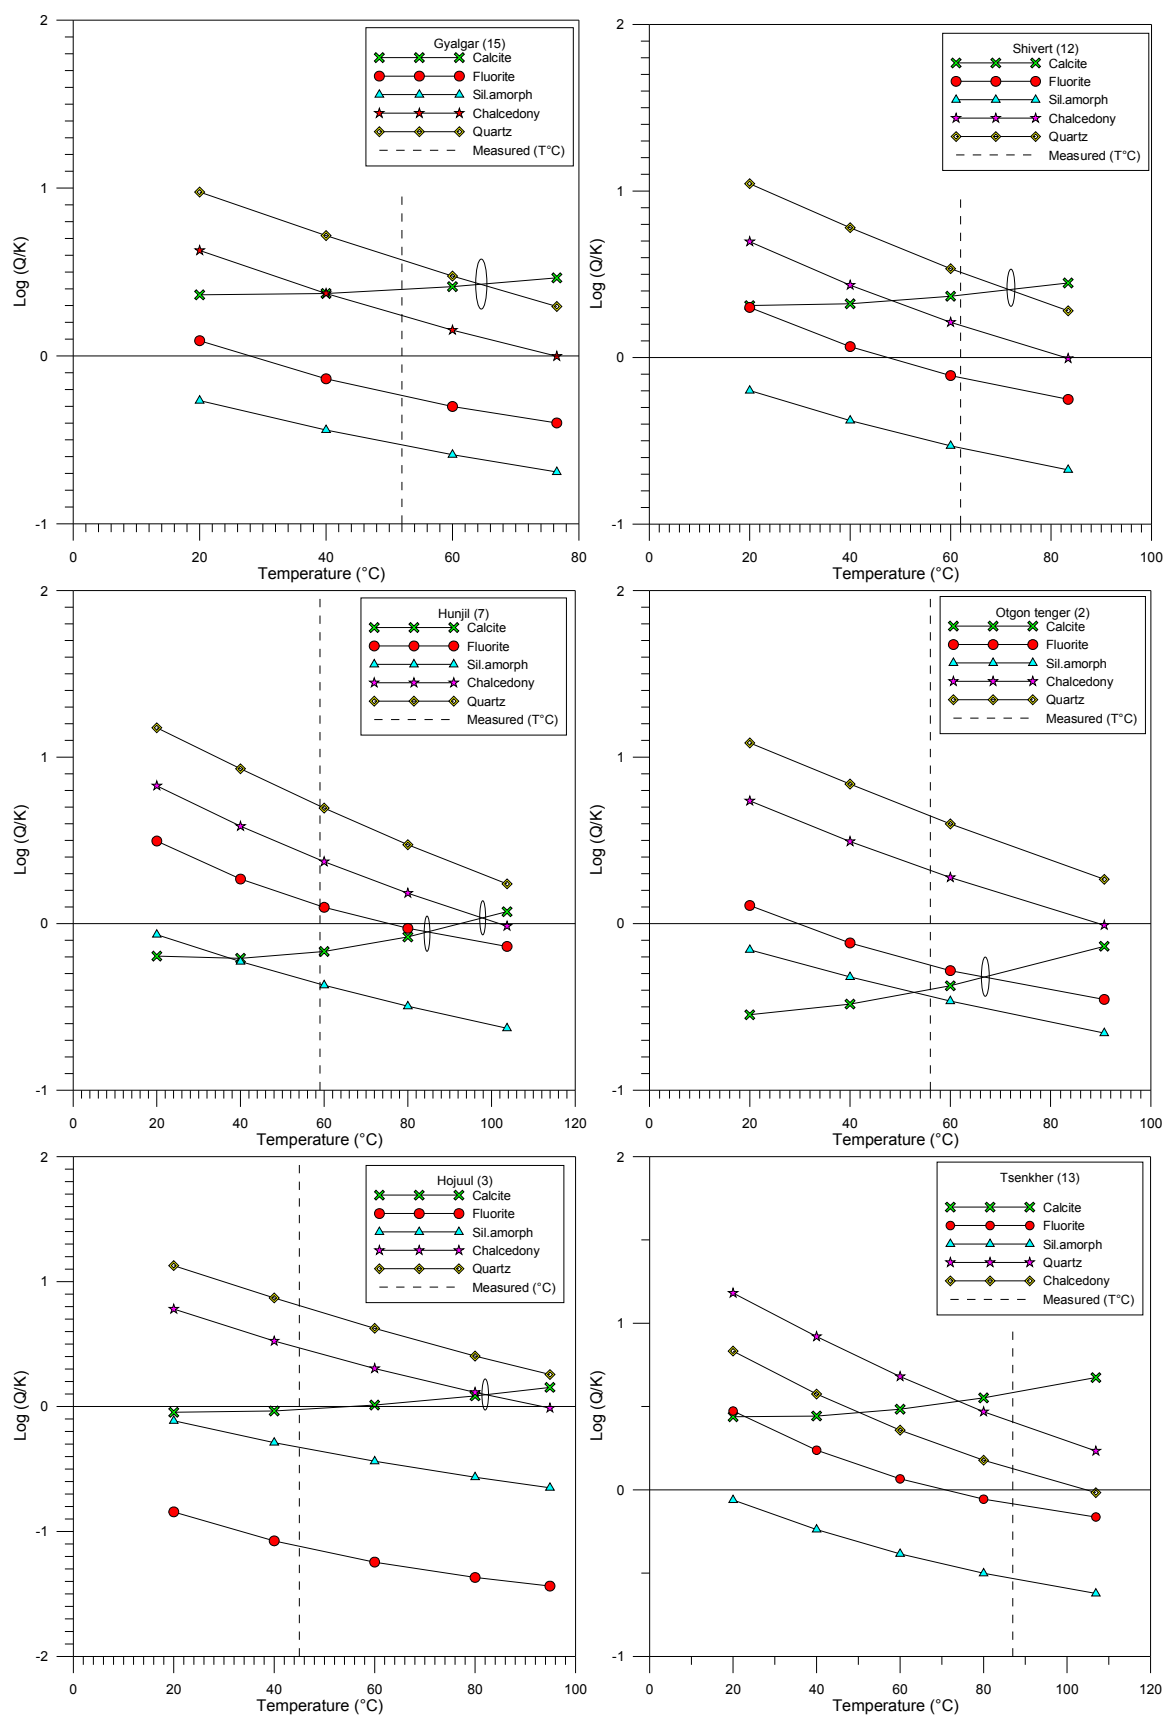 Gyalgar (15)
Calcite
Fluorite
Sil.amorph
Chalcedony
Quartz
Measured (T°C)
2
1
0
-1
Log (Q/K)
0
20
40
60
80
Temperature (°C)
Shivert (12)
Calcite
Fluorite
Sil.amorph
Chalcedony
Quartz
Measured (T°C)
2
1
0
-1
Log (Q/K)
0
20
40
60
80
100
Temperature (°C)
Hunjil (7)
Calcite
Fluorite
Sil.amorph
Chalcedony
Quartz
Measured (T°C)
2
1
0
-1
Log (Q/K)
0
20
40
60
80
100
120
Temperature (°C)
Otgon tenger (2)
Calcite
Fluorite
Sil.amorph
Chalcedony
Quartz
Measured (T°C)
2
1
0
-1
Log (Q/K)
0
20
40
60
80
100
Temperature (°C)
Hojuul (3)
Calcite
Fluorite
Sil.amorph
Chalcedony
Quartz
Measured (°C)
2
1
0
-1
-2
Log (Q/K)
0
20
40
60
80
100
Temperature (°C)
Tsenkher (13)
Calcite
Fluorite
Sil.amorph
Quartz
Chalcedony
Measured (T°C)
2
1
0
-1
Log (Q/K)
0
20
40
60
80
100
120
Temperature (°C)